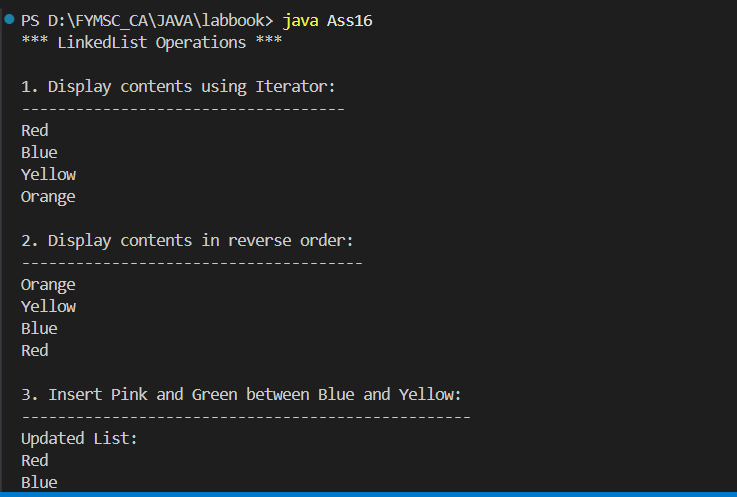 PS D:\FYMSC_CA\JAVA\labbook> java Ass16
*** LinkedList Operations ***
1. Display contents using Iterator:
------------------------------------
Red
Blue
Yellow
Orange
2. Display contents in reverse order:
--------------------------------------
Orange
Yellow
Blue
Red
3. Insert Pink and Green between Blue and Yellow:
--------------------------------------------------
Updated List:
Red
Blue